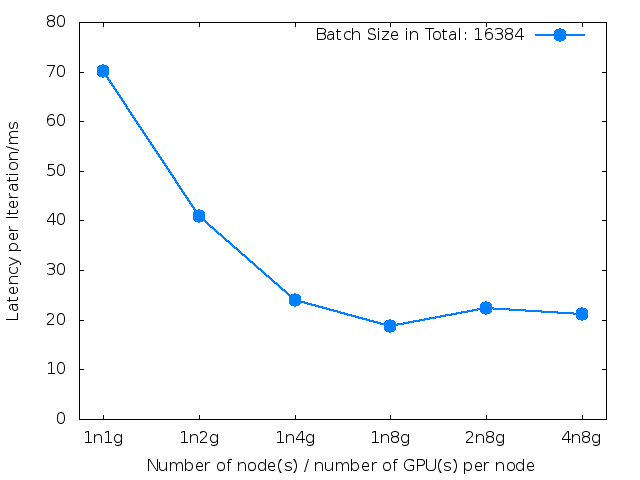 Batch Size in Total: 16384
80
70
60
50
40
30
20
10
0
Latency per Iteration/ms
1n1g 1n2g 1n4g 1n8g 2n8g 4n8g
Number of node(s) / number of GPU(s) per node